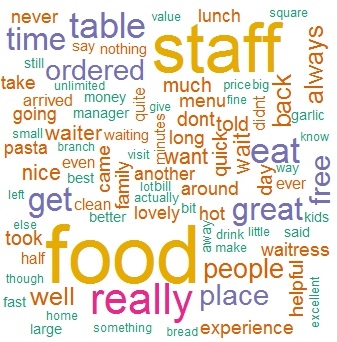 never value lunch square
time table staff always
say nothing
still ordered
unlimited much price big
take quite give fine back
arrived money menu didnt
going manager minutes dont told garlic
small waiter waiting long quick wait eat know
pasta branch visit want
even came family another day way free
nice best lot bill around ever
left get clean actually great kids
better lovely bit hot
else took away drink little said
food make waitress
half people helpful
though really place excellent
fast well
home something bread experience
large